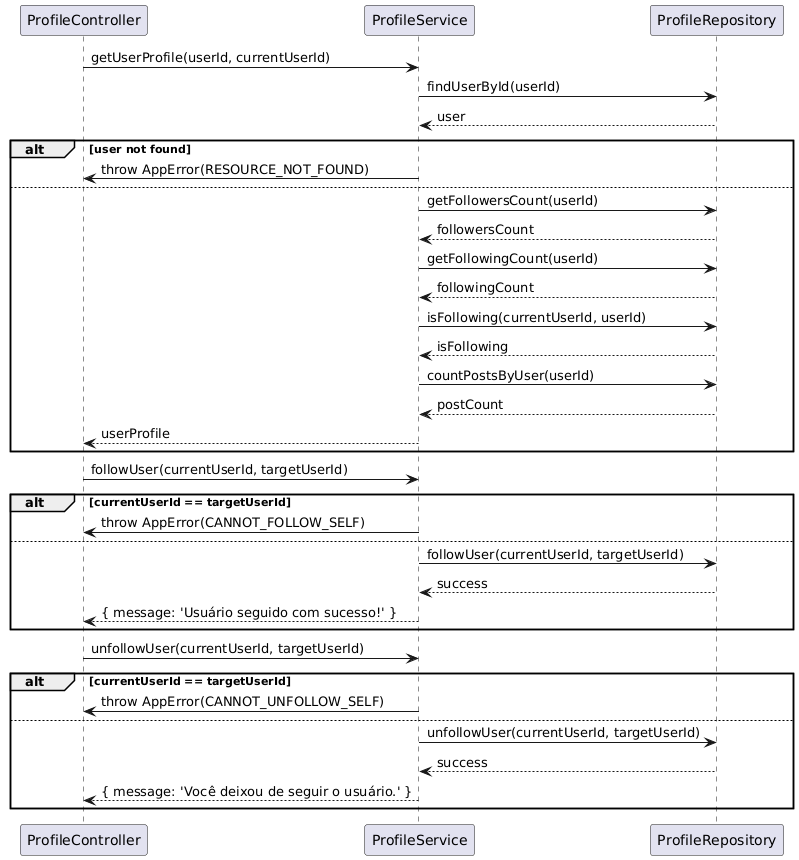 ProfileController ProfileService ProfileRepository
getUserProfile(userId, currentUserId)
findUserById(userId)
user
alt [user not found]
throw AppError(RESOURCE_NOT_FOUND)
getFollowersCount(userId)
followersCount
getFollowingCount(userId)
followingCount
isFollowing(currentUserId, userId)
isFollowing
countPostsByUser(userId)
postCount
userProfile
followUser(currentUserId, targetUserId)
alt [currentUserId == targetUserId]
throw AppError(CANNOT_FOLLOW_SELF)
followUser(currentUserId, targetUserId)
success
{ message: 'Usuário seguido com sucesso!' }
unfollowUser(currentUserId, targetUserId)
alt [currentUserId == targetUserId]
throw AppError(CANNOT_UNFOLLOW_SELF)
unfollowUser(currentUserId, targetUserId)
success
{ message: 'Você deixou de seguir o usuário.' }
ProfileController ProfileService ProfileRepository